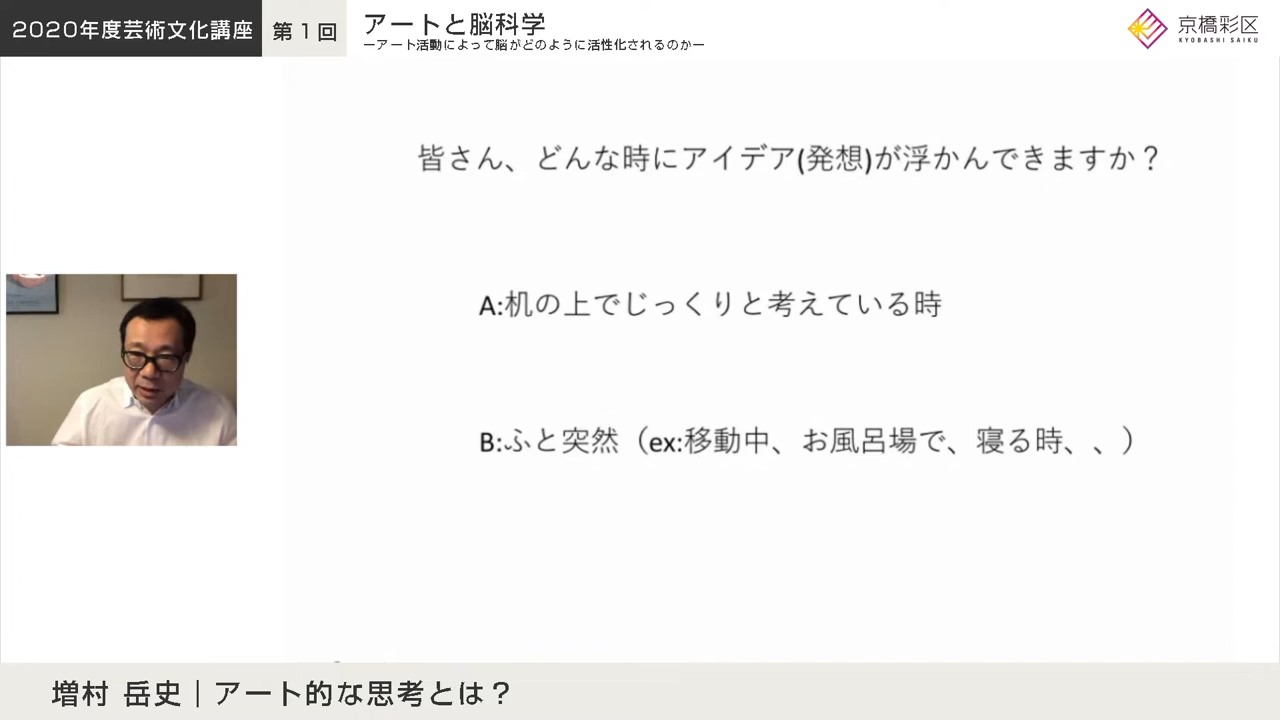 2020年度芸術文化講座
第1回
アートと脳科学
ーアート活動によって脳がどのように活性化されるのかー
京橋彩区
KYOBASHI SAIKU
皆さん、どんな時にアイデア(発想)が浮かんできますか？
A:机の上でじっくりと考えている時
B:ふと突然（ex:移動中、お風呂場で、寝る時、、）
増村 岳史｜アート的な思考とは？